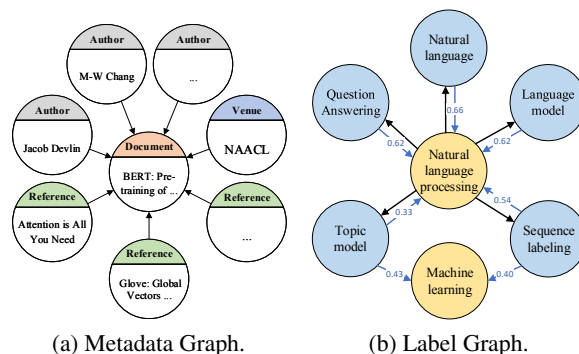 Author
M-W Chang
Author
...
Author
Jacob Devlin
Venue
NAACL
Document
BERT: Pre-
training of ...
Reference
Attention is All
You Need
Reference
...
Reference
Glove: Global
Vectors ...
(a) Metadata Graph.
Natural
language
0.66
Question
Answering
0.62
Language
model
0.62
Natural
language
processing
0.54
0.33
Topic
model
Sequence
labeling
0.43
0.40
Machine
learning
(b) Label Graph.